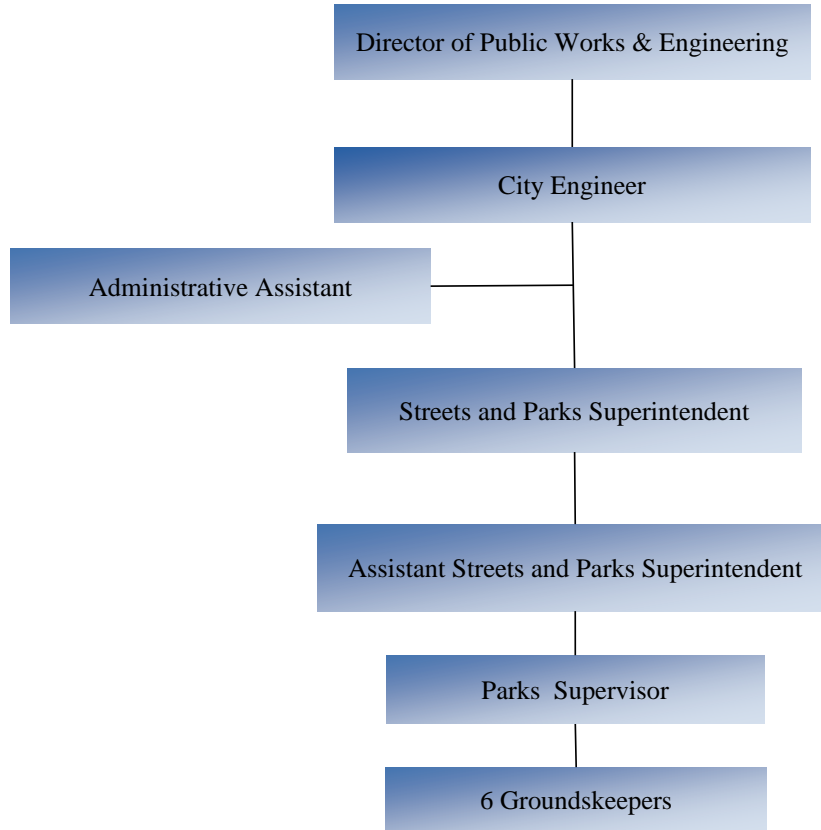 Director of Public Works & Engineering
City Engineer
Administrative Assistant
Streets and Parks Superintendent
Assistant Streets and Parks Superintendent
Parks Supervisor
6 Groundskeepers